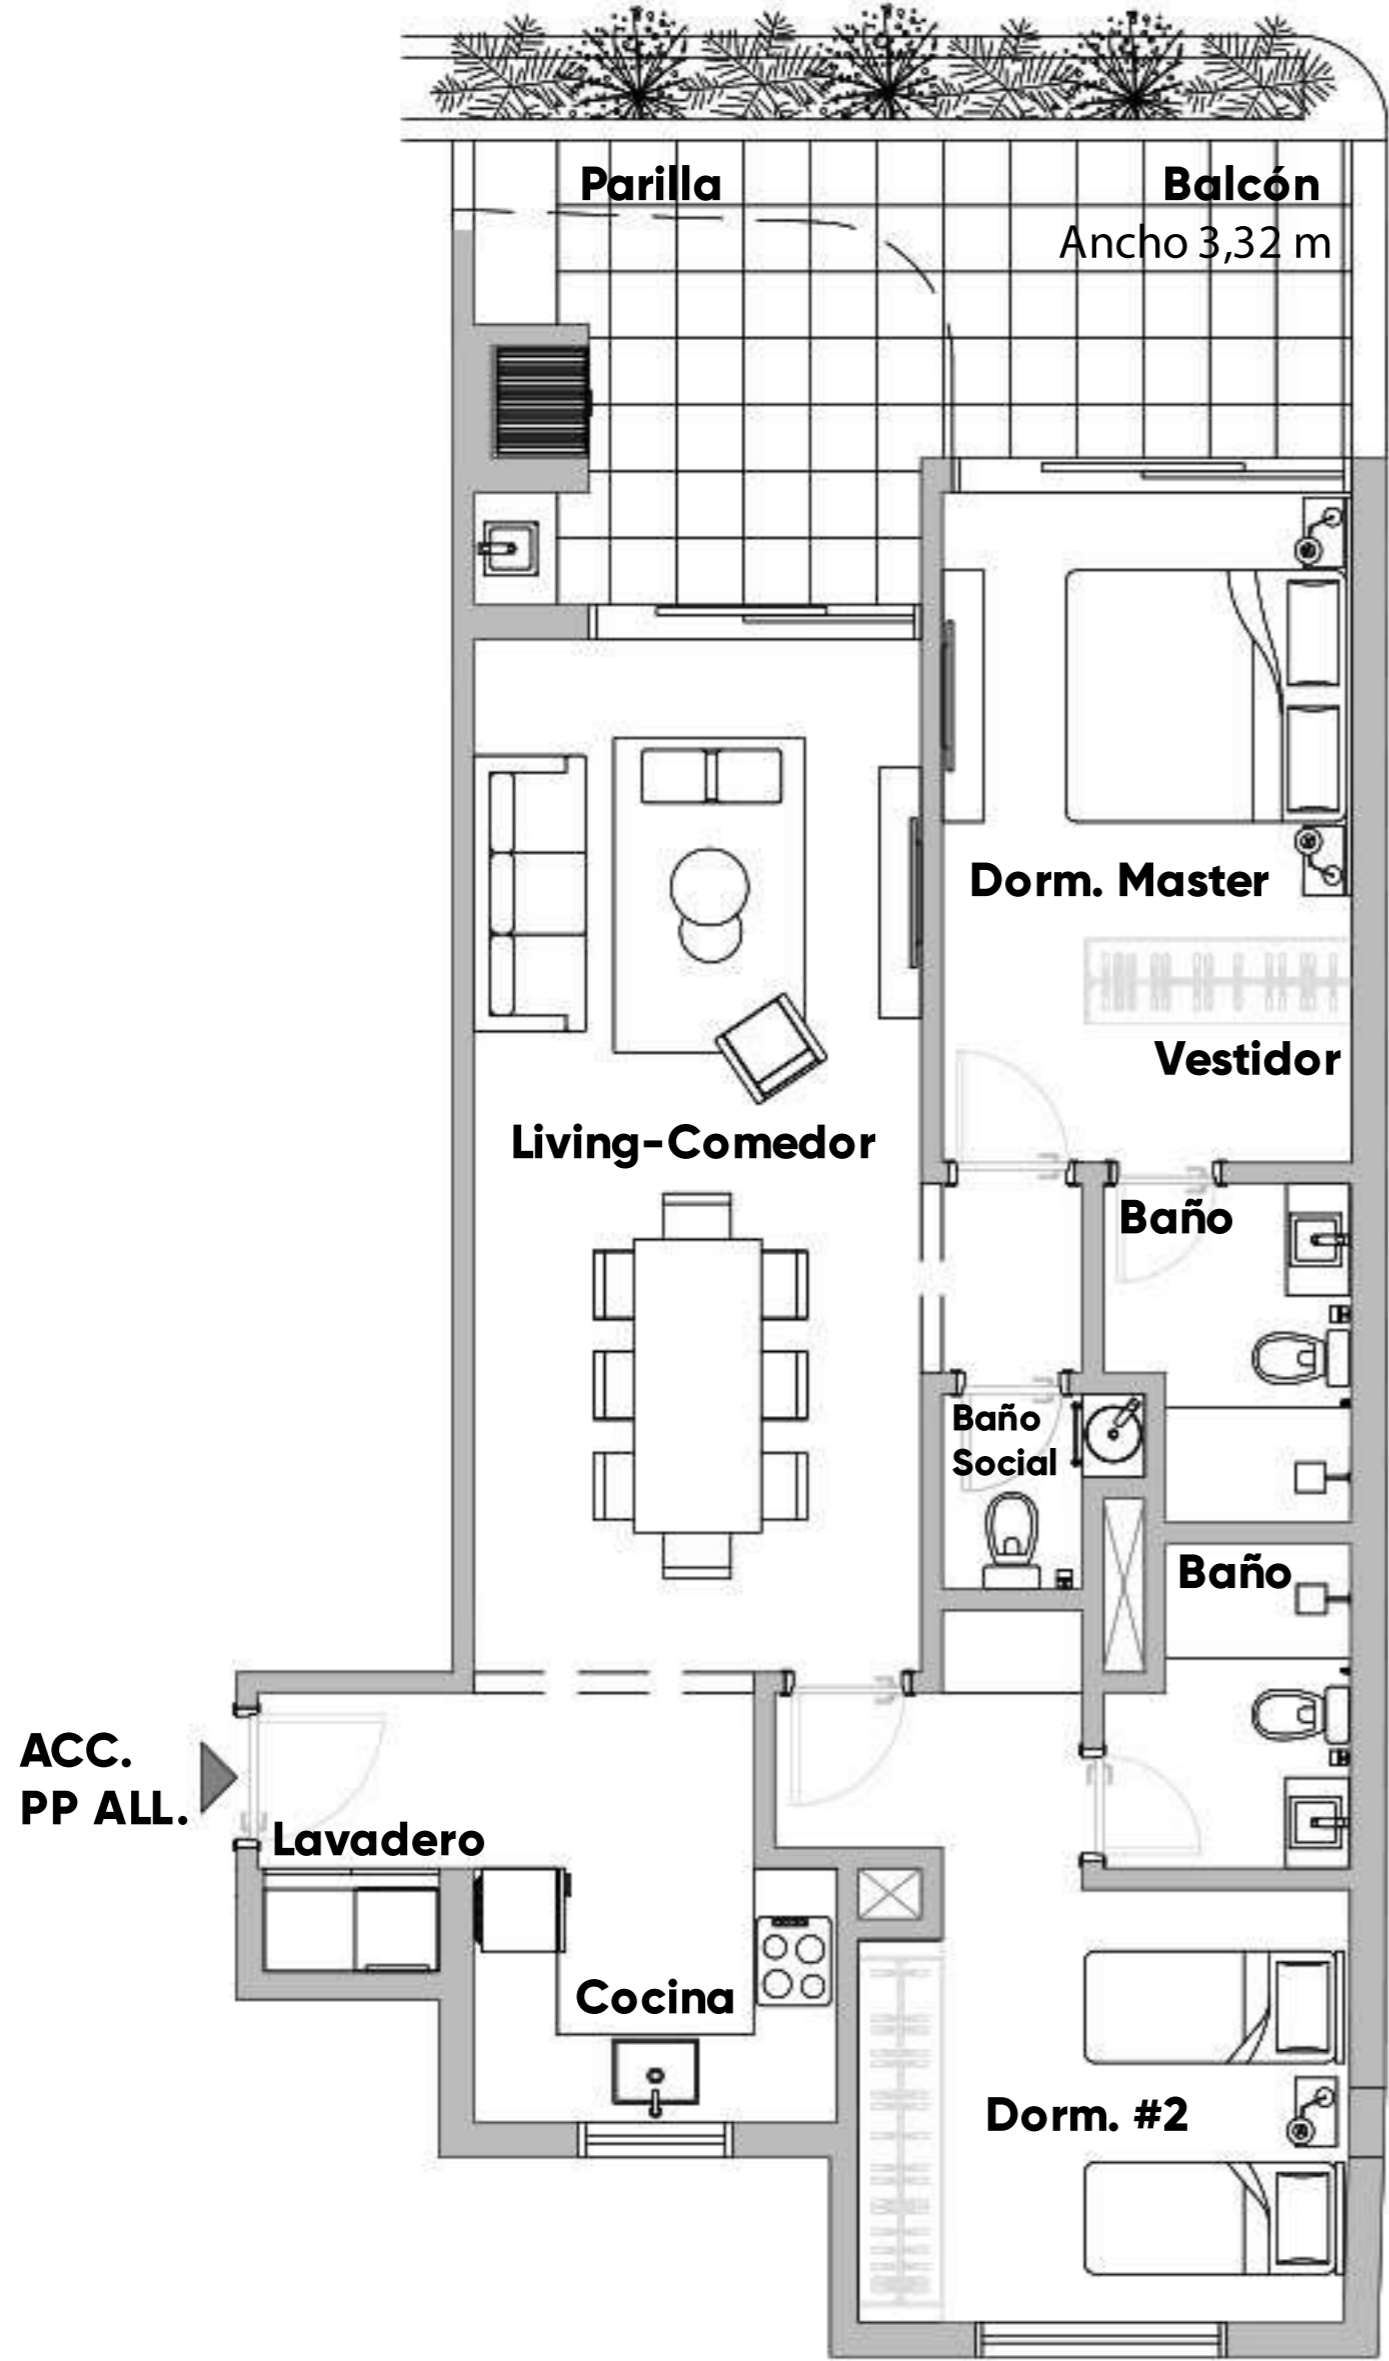 Parilla
Balcón
Ancho 3,32 m
Dorm. Master
Vestidor
Living-Comedor
Baño
Baño
Social
Baño
ACC.
PP ALL.
Lavadero
Cocina
Dorm. #2